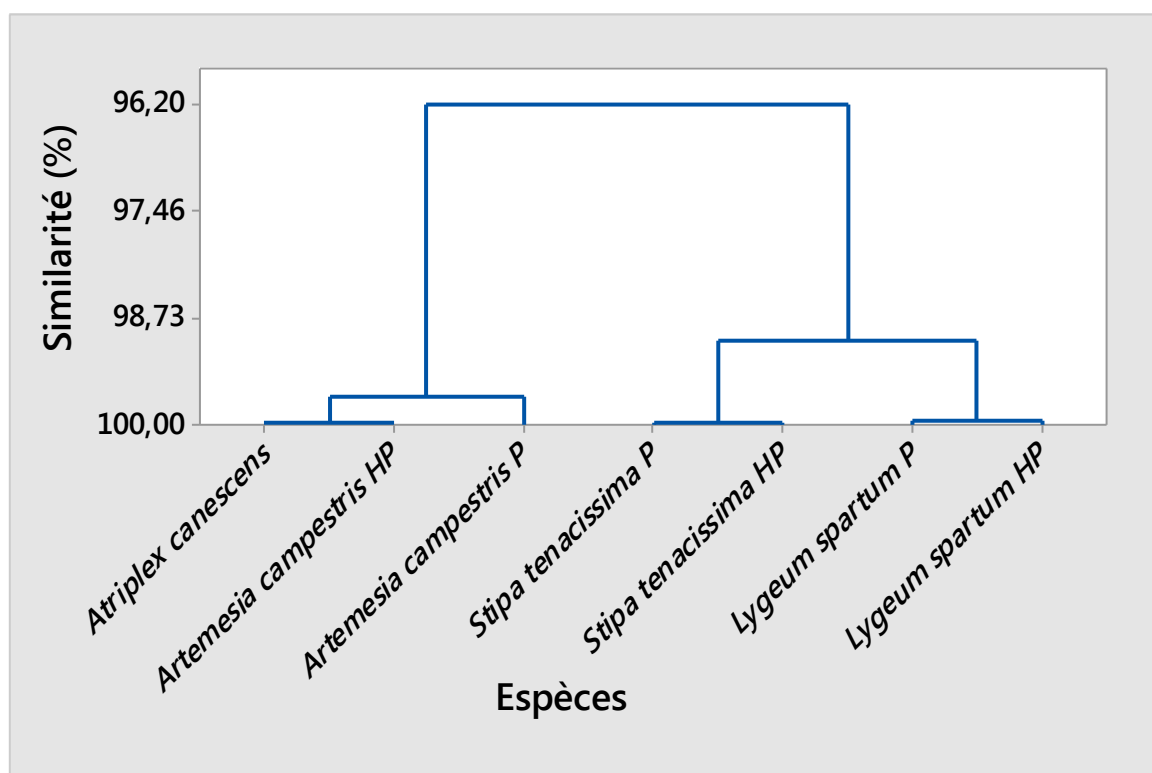 Similarité (%)
96,20
97,46
98,73
100,00
Atriplex canescens
Artemesia campestris HP
Artemesia campestris P
Stipa tenacissima P
Stipa tenacissima HP
Lygeum spartum P
Lygeum spartum HP
Espèces